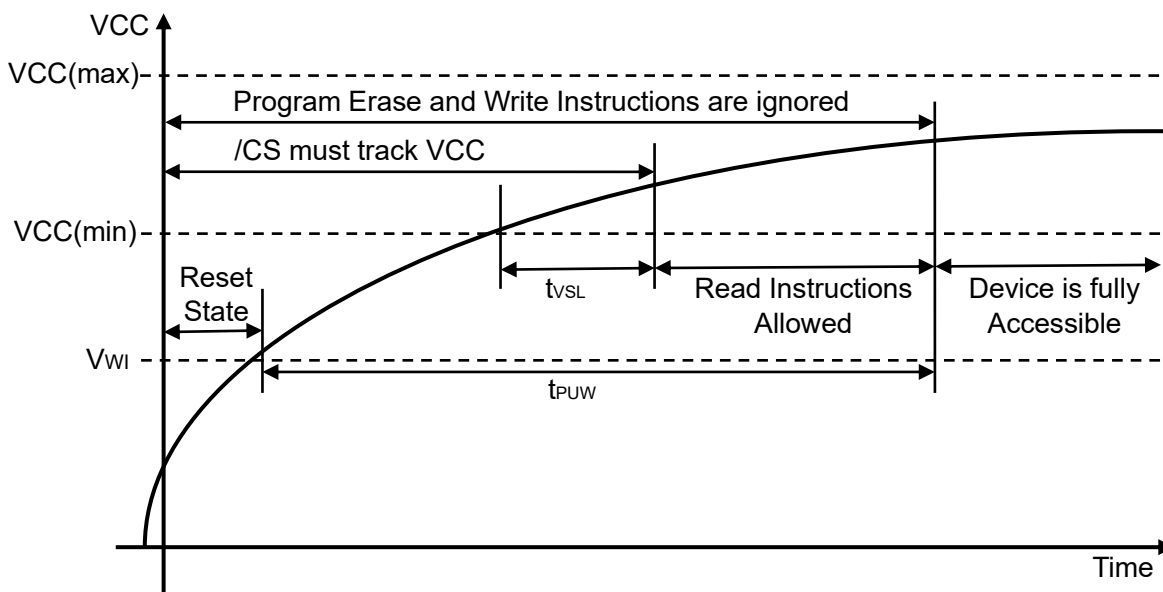 VCC
VCC(max)
Program Erase and Write Instructions are ignored
/CS must track VCC
VCC(min)
Reset
State
tVSL
Read Instructions
Allowed
Device is fully
Accessible
VWI
tPUW
Time